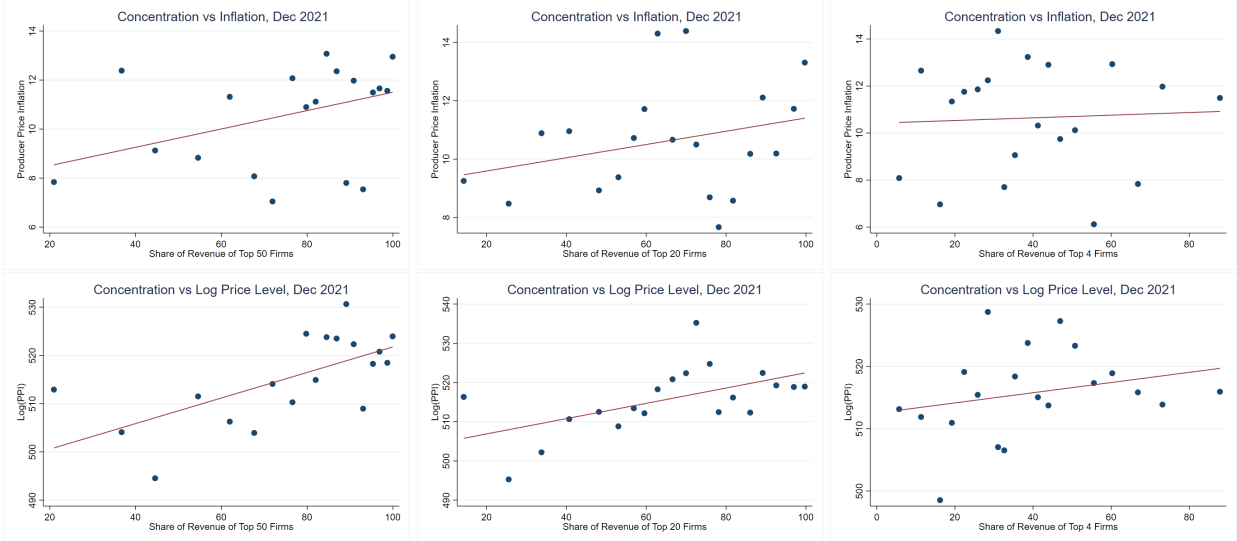 Concentration vs Inflation, Dec 2021
Producer Price Inflation
14
12
10
8
6
20 40 60 80 100
Share of Revenue of Top 50 Firms
Concentration vs Inflation, Dec 2021
Producer Price Inflation
14
12
10
8
20 40 60 80 100
Share of Revenue of Top 20 Firms
Concentration vs Inflation, Dec 2021
Producer Price Inflation
14
12
10
8
6
0 20 40 60 80
Share of Revenue of Top 4 Firms
Concentration vs Log Price Level, Dec 2021
Log(PPI)
530
520
510
500
490
20 40 60 80 100
Share of Revenue of Top 50 Firms
Concentration vs Log Price Level, Dec 2021
Log(PPI)
540
530
520
510
500
490
20 40 60 80 100
Share of Revenue of Top 20 Firms
Concentration vs Log Price Level, Dec 2021
Log(PPI)
530
520
510
500
0 20 40 60 80
Share of Revenue of Top 4 Firms